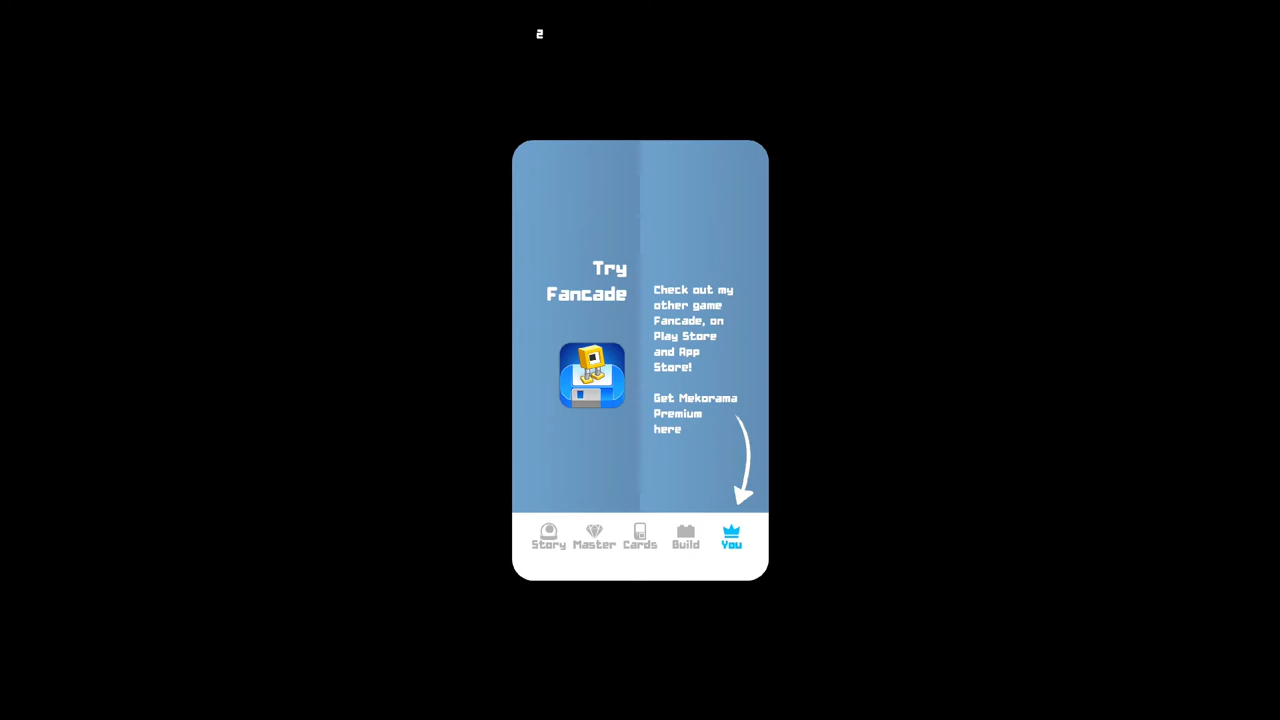 2
Try
Fancade
Check out my
other game
Fancade, on
Play Store
and App
Store!
Get Mekorama
Premium
here
Story Master Cards Build You